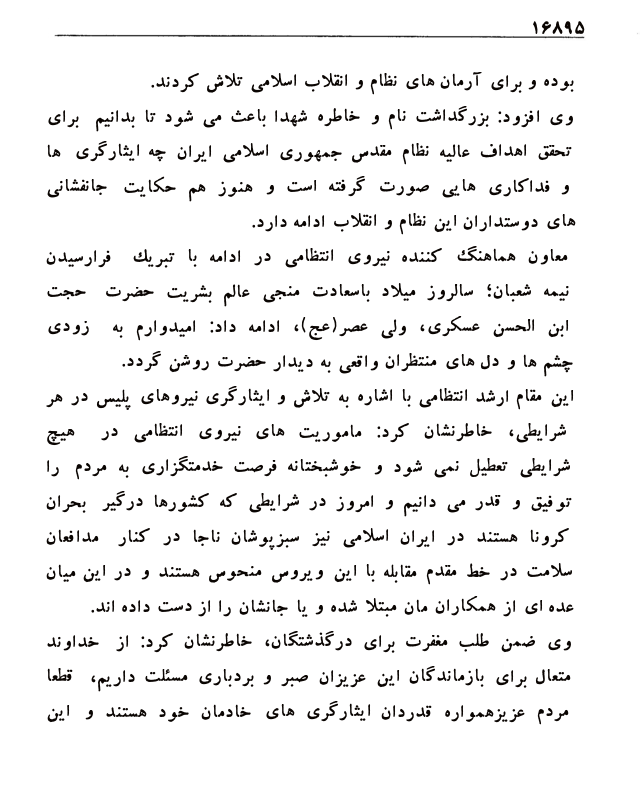 ۱۶۸۹۵
بوده و برای آرمان های نظام و انقلاب اسلامی تلاش کردند.
وی افزود: بزرگداشت نام و خاطره شهدا باعث می شود تا بدانیم برای
تحقق اهداف عالیه نظام مقدس جمهوری اسلامی ایران چه ایثارگری ها
و فداکاری هایی صورت گرفته است و هنوز هم حکایت جانفشانی
های دوستداران این نظام و انقلاب ادامه دارد.
معاون هماهنگ کننده نیروی انتظامی در ادامه با تبریك فرارسیدن
نیمه شعبان؛ سالروز میلاد باسعادت منجی عالم بشریت حضرت حجت
ابن الحسن عسکری، ولی عصر(عج)، ادامه داد: امیدوارم به زودی
چشم ها و دل های منتظران واقعی به دیدار حضرت روشن گردد.
این مقام ارشد انتظامی با اشاره به تلاش و ایثارگری نیروهای پلیس در هر
شرایطی، خاطرنشان کرد: ماموریت های نیروی انتظامی در هیچ
شرایطی تعطیل نمی شود و خوشبختانه فرصت خدمتگزاری به مردم را
توفیق و قدر می دانیم و امروز در شرایطی که کشورها درگیر بحران
کرونا هستند در ایران اسلامی نیز سبزپوشان ناجا در کنار مدافعان
سلامت در خط مقدم مقابله با این ویروس منحوس هستند و در این میان
عده ای از همکاران مان مبتلا شده و یا جانشان را از دست داده اند.
وی ضمن طلب مغفرت برای درگذشتگان، خاطرنشان کرد: از خداوند
متعال برای بازماندگان این عزیزان صبر و بردباری مسئلت داریم، قطعا
مردم عزیزهمواره قدردان ایثارگری های خادمان خود هستند و این